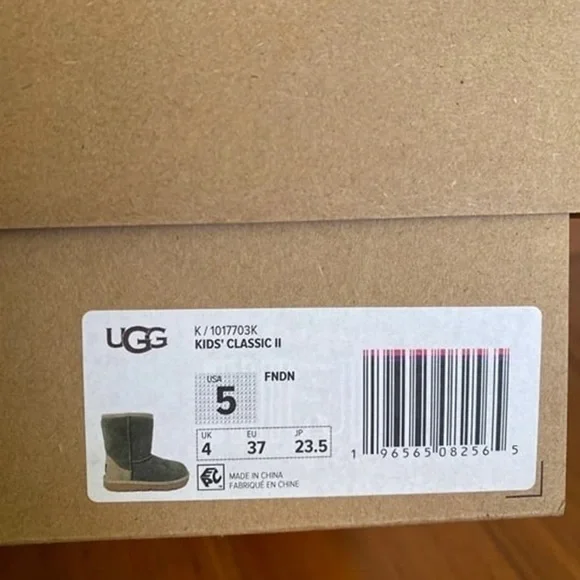 UGG
K / 1017703K
KIDS' CLASSIC II
USA
5
FNDN
UK
4
EU
37
JP
23.5
MADE IN CHINA
FABRIQUÉ EN CHINE
1 96565 08256 5